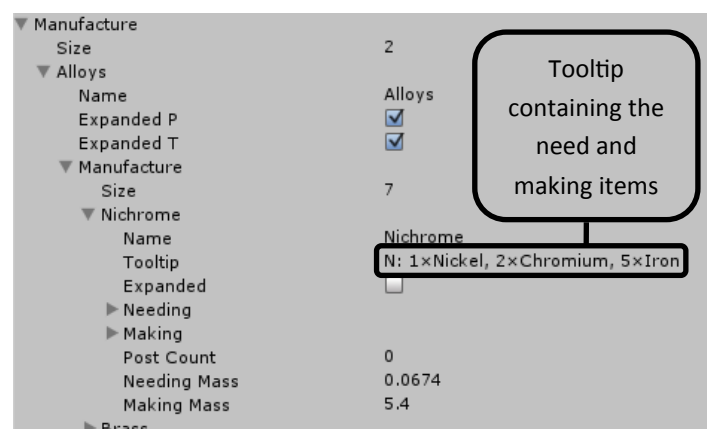 Manufacture
Size 2
Alloys
Name Alloys
Expanded P
Expanded T
Manufacture
Size 7
Nichrome
Name Nichrome
Tooltip N: 1×Nickel, 2×Chromium, 5×Iron
Expanded
Needing
Making
Post Count 0
Needing Mass 0.0674
Making Mass 5.4
Brass
Tooltip
containing the
need and
making items